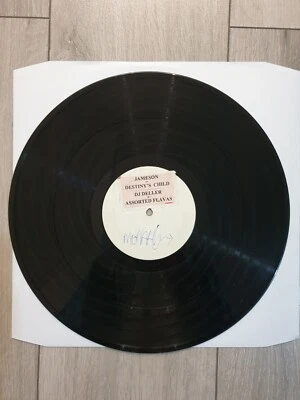 JAMESON
DESTINY'S CHILD
DJ DELLER
ASSORTED FLAVAS